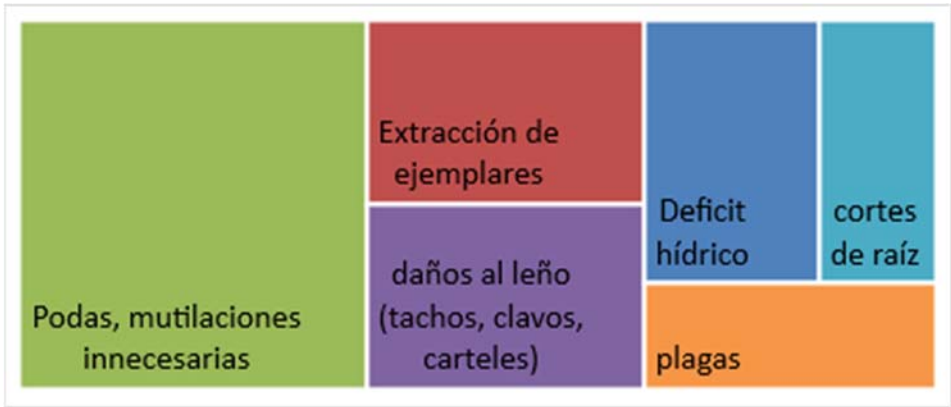 Podas, mutilaciones
innecesarias
Extracción de
ejemplares
daños al leño
(tachos, clavos,
carteles)
Deficit
hídrico
cortes
de raíz
plagas